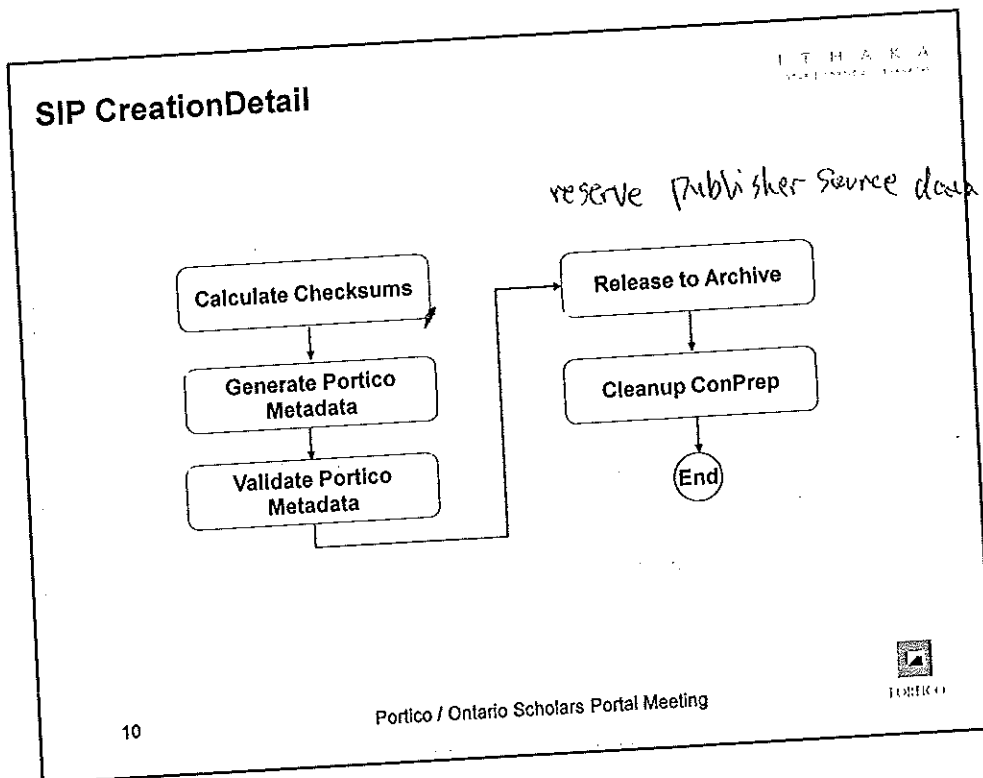 I T H A K A
SIP CreationDetail
reserve publisher source data
Calculate Checksums
Generate Portico
Metadata
Validate Portico
Metadata
Release to Archive
Cleanup ConPrep
End
PORTICO
10
Portico / Ontario Scholars Portal Meeting